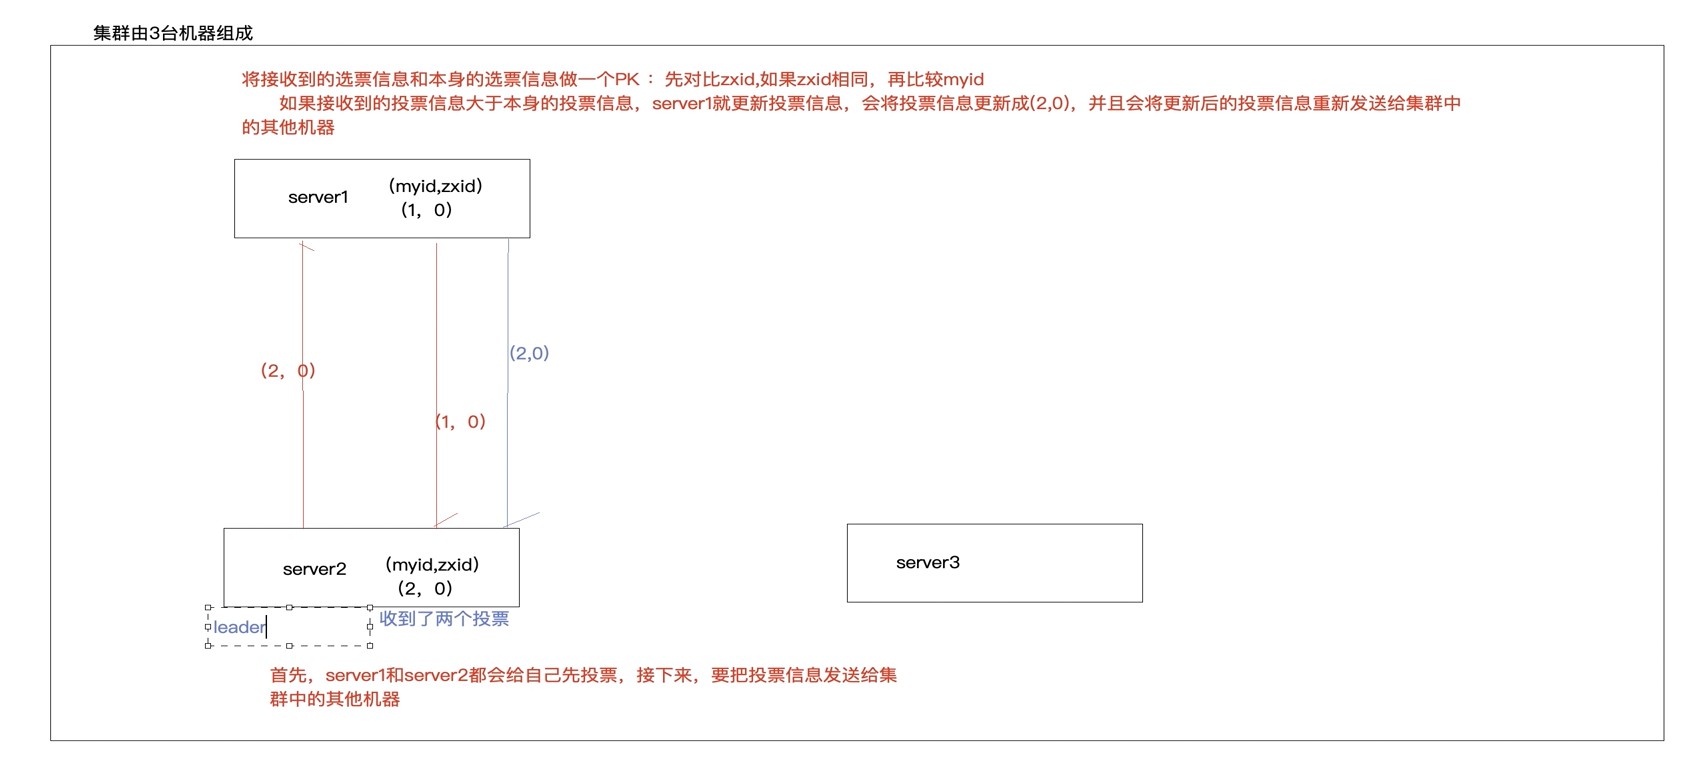 集群由3台机器组成
将接收到的选票信息和本身的选票信息做一个PK ：先对比zxid,如果zxid相同，再比较myid
如果接收到的投票信息大于本身的投票信息，server1就更新投票信息，会将投票信息更新成(2,0)，并且会将更新后的投票信息重新发送给集群中
的其他机器
server1
(myid,zxid)
(1，0)
(2，0)
(2,0)
(1，0)
server2
(myid,zxid)
(2，0)
server3
leader
收到了两个投票
首先，server1和server2都会给自己先投票，接下来，要把投票信息发送给集
群中的其他机器